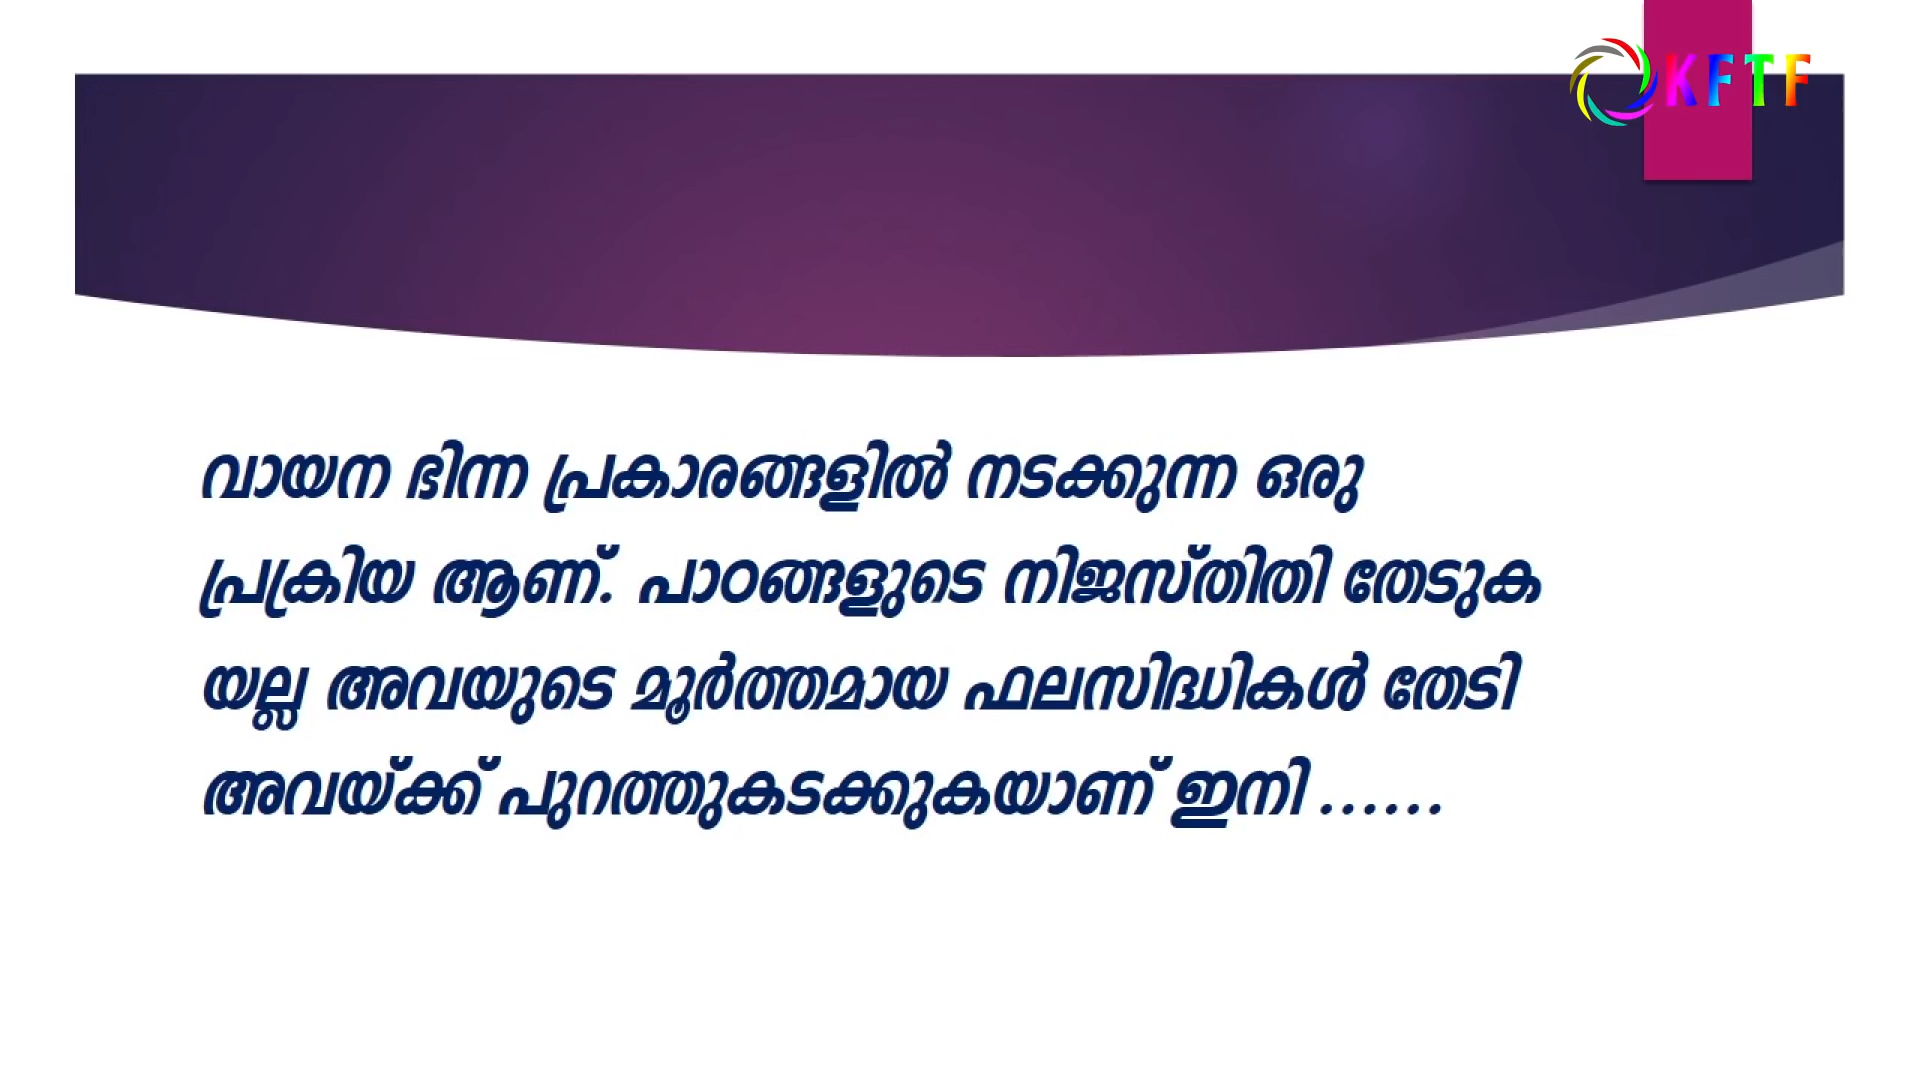 KFTF
വായന ഭിന്ന പ്രകാരങ്ങളിൽ നടക്കുന്ന ഒരു
പ്രക്രിയ ആണ്. പാഠങ്ങളുടെ നിജസ്തിതി തേടുക
യല്ല അവയുടെ മൂർത്തമായ ഫലസിദ്ധികൾ തേടി
അവയ്ക്ക് പുറത്തുകടക്കുകയാണ് ഇനി ......